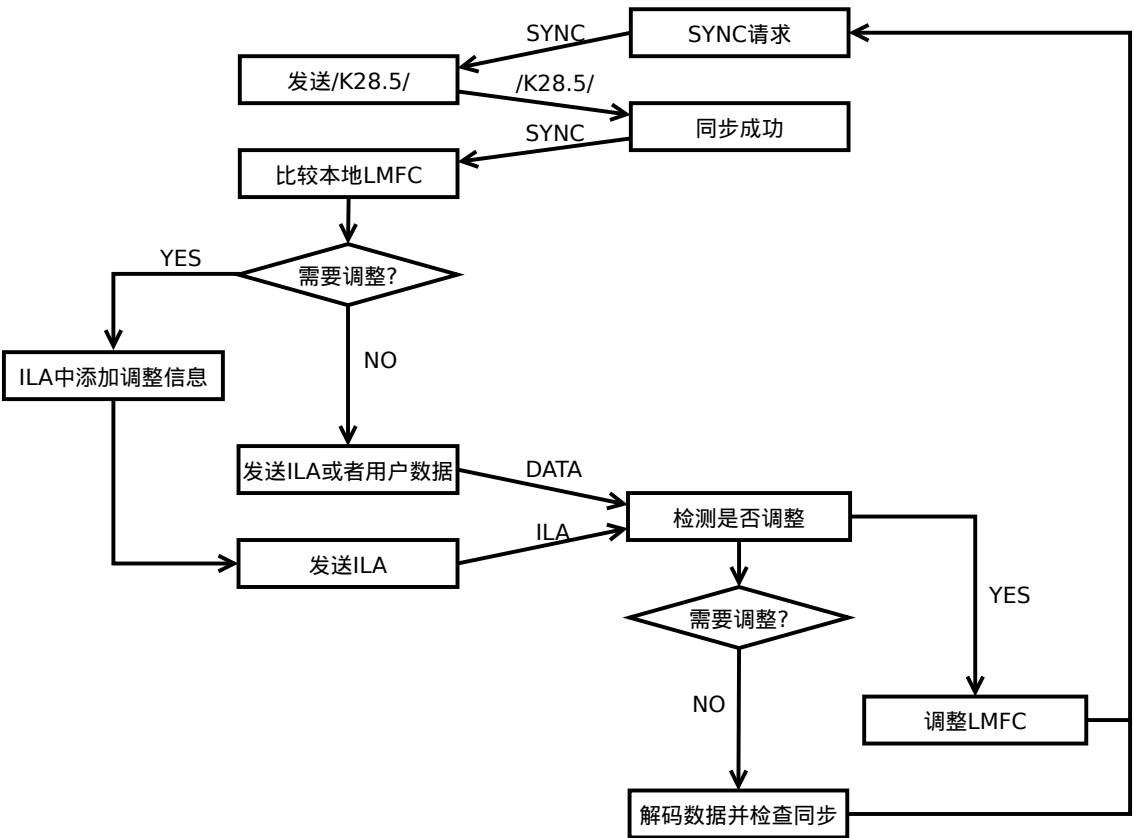 SYNC
SYNC请求
发送/K28.5/
/K28.5/
同步成功
SYNC
比较本地LMFC
YES
需要调整?
NO
ILA中添加调整信息
发送ILA或者用户数据
DATA
检测是否调整
ILA
发送ILA
YES
需要调整?
NO
调整LMFC
解码数据并检查同步